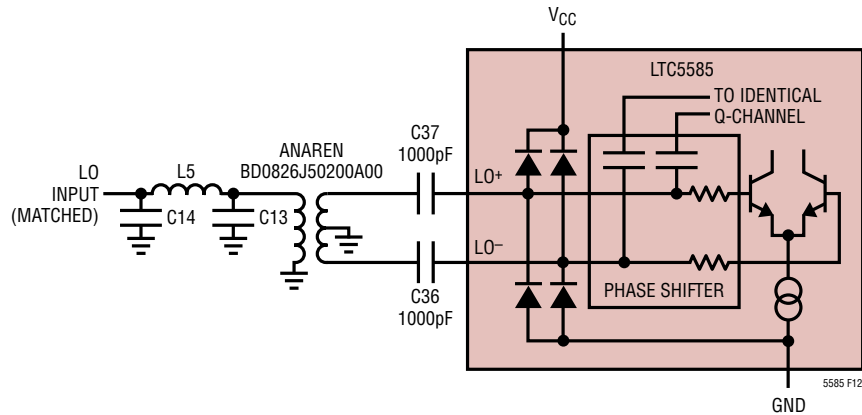 VCC
LTC5585
TO IDENTICAL
Q-CHANNEL
ANAREN
BD0826J50200A00
C37
1000pF
LO
INPUT
(MATCHED)
L5
C14
C13
LO+
LO–
C36
1000pF
PHASE SHIFTER
5585 F12
GND